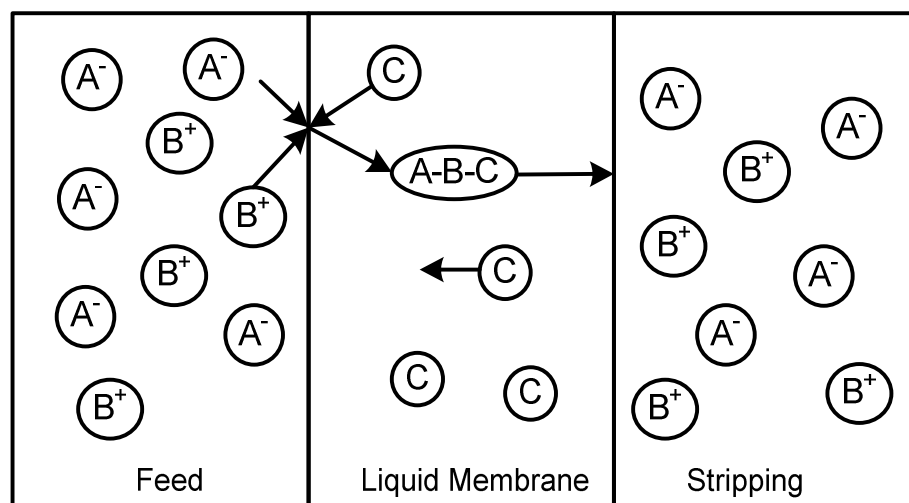 A⁻
A⁻
C
A⁻
B⁺
A⁻
A-B-C
B⁺
A⁻
B⁺
B⁺
B⁺
C
A⁻
A⁻
A⁻
A⁻
C
C
B⁺
B⁺
B⁺
Feed
Liquid Membrane
Stripping